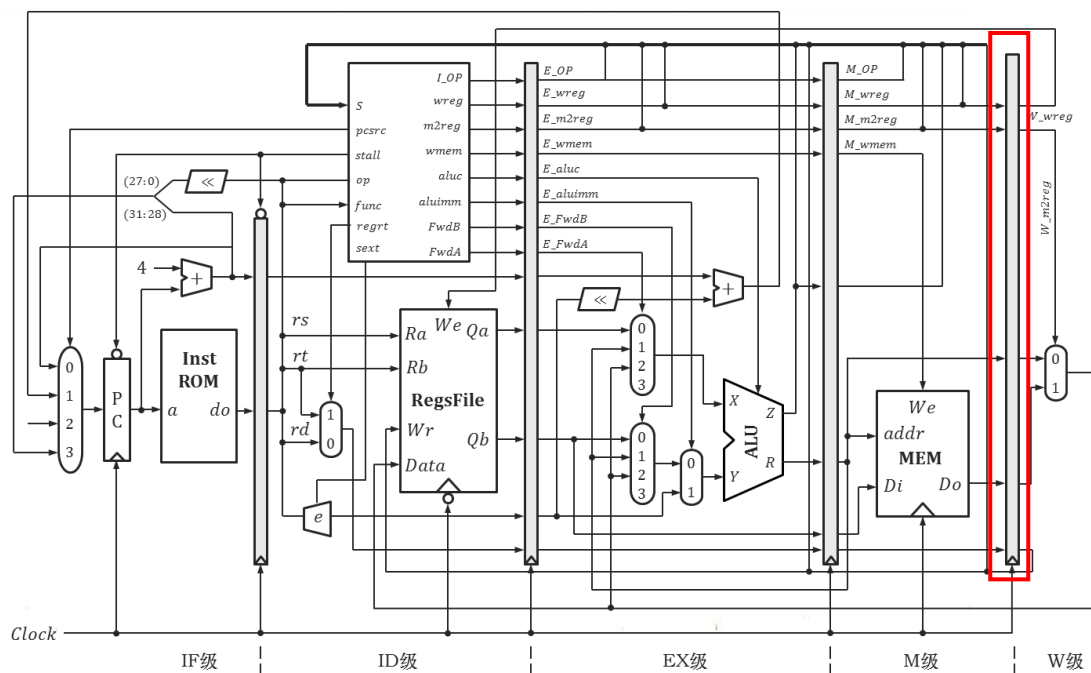 I_OP
wreg
m2reg
wmem
aluc
aluimm
FwdB
FwdA
S
pcsrc
stall
op
func
regrt
sext
E_OP
E_wreg
E_m2reg
E_wmem
E_aluc
E_aluimm
E_FwdB
E_FwdA
M_OP
M_wreg
M_m2reg
M_wmem
W_wreg
W_m2reg
(27:0)
(31:28)
≪
4
+
≪
+
0
1
2
3
P
C
Inst
ROM
a
do
rs
rt
rd
1
0
We
Qa
Ra
Rb
RegsFile
Wr
Qb
Data
e
0
1
2
3
0
1
2
3
0
1
X
Z
ALU
Y
R
We
addr
MEM
Di
Do
0
1
Clock
IF级
ID级
EX级
M级
W级